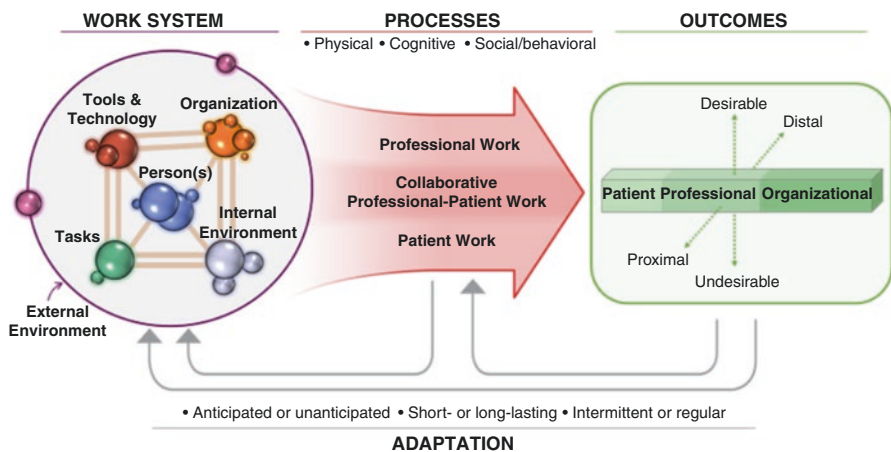 WORK SYSTEM
PROCESSES
• Physical • Cognitive • Social/behavioral
OUTCOMES
Tools &
Technology
Organization
Person(s)
Tasks
Internal
Environment
External
Environment
Professional Work
Collaborative
Professional-Patient Work
Patient Work
Desirable
Distal
Patient Professional Organizational
Proximal
Undesirable
• Anticipated or unanticipated • Short- or long-lasting • Intermittent or regular
ADAPTATION